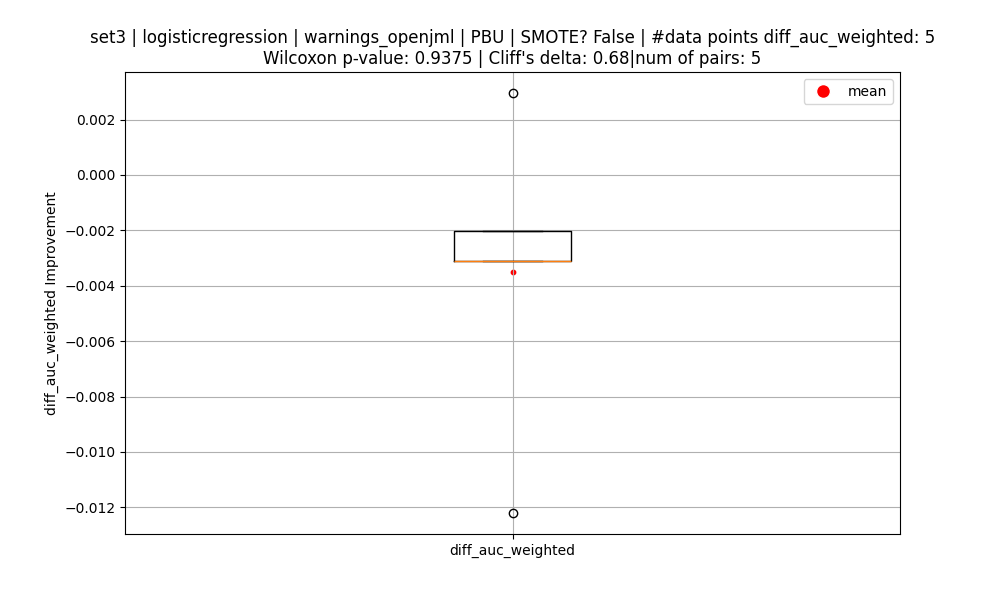 set3 | logisticregression | warnings_openjml | PBU | SMOTE? False | #data points diff_auc_weighted: 5
Wilcoxon p-value: 0.9375 | Cliff's delta: 0.68|num of pairs: 5
mean
0.002
0.000
−0.002
−0.004
−0.006
−0.008
−0.010
−0.012
diff_auc_weighted Improvement
diff_auc_weighted